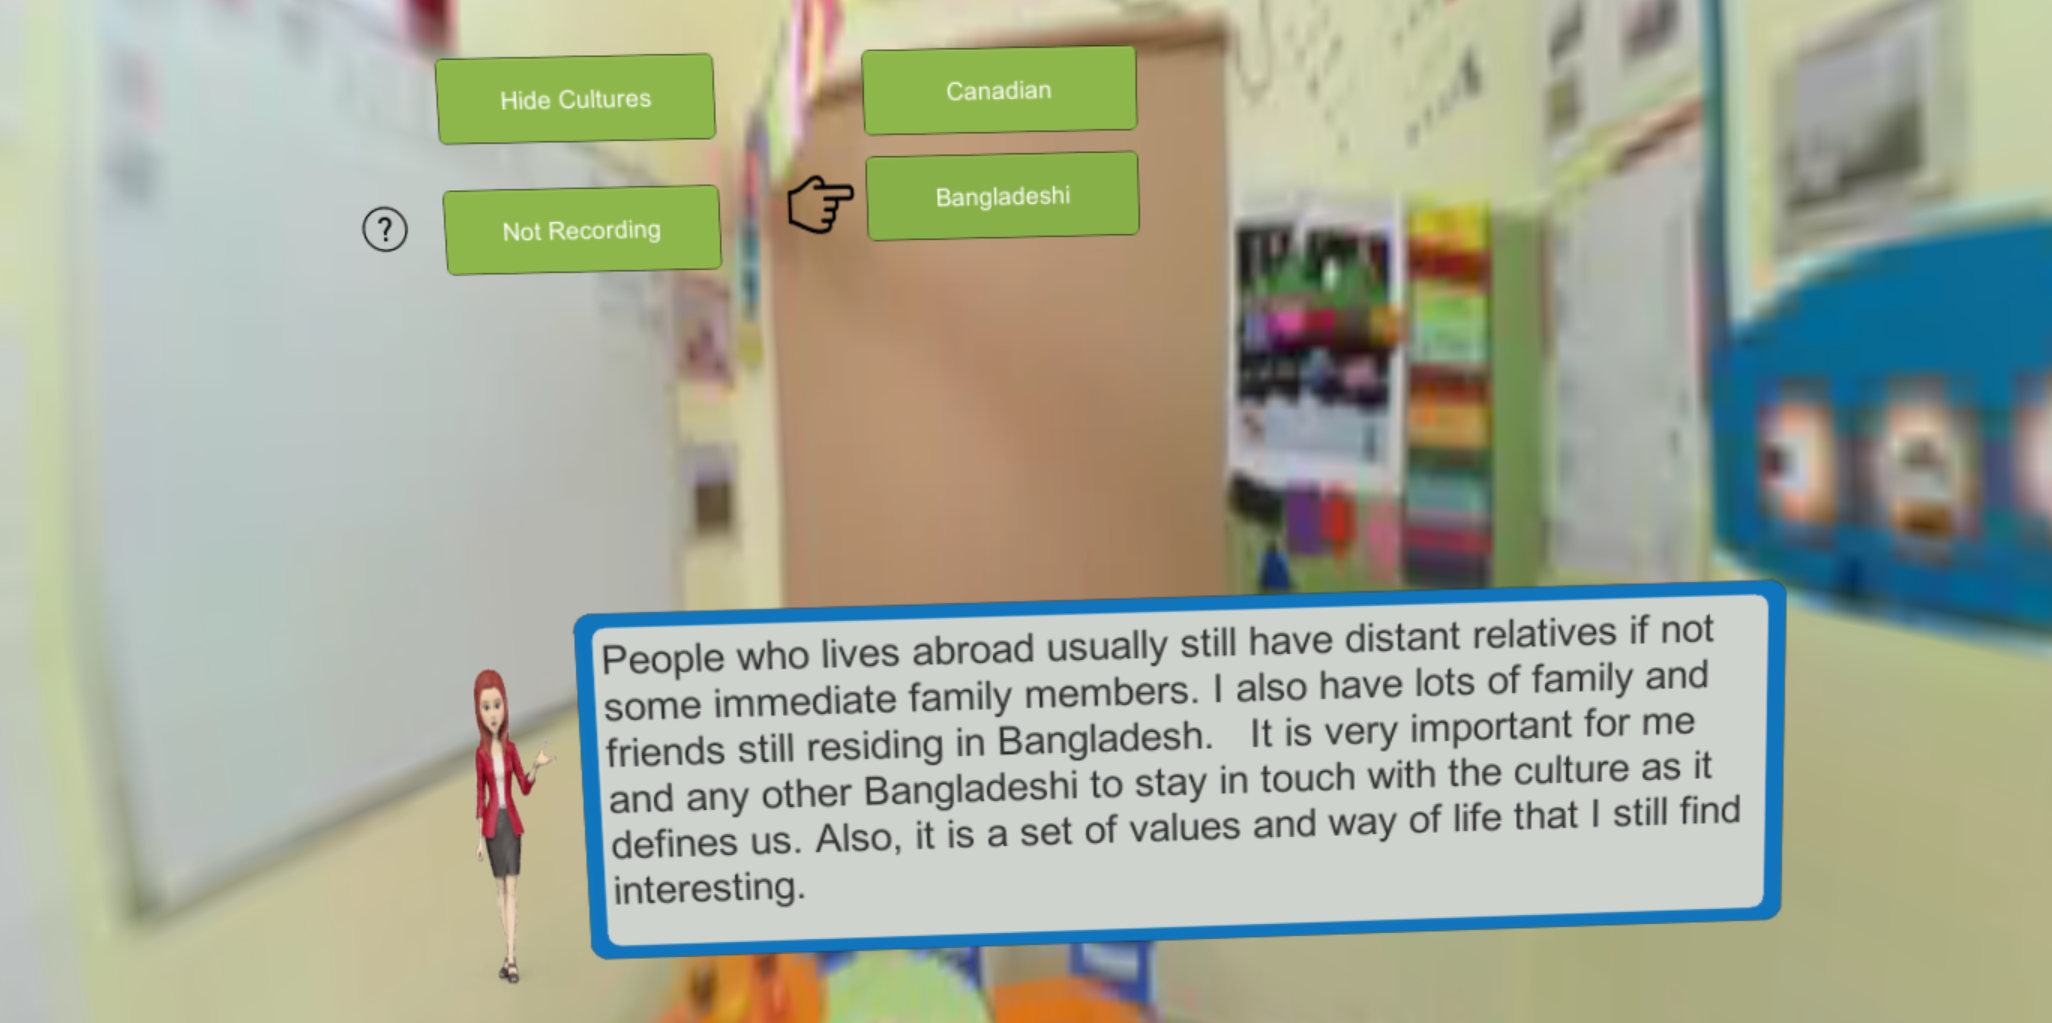 Hide Cultures
Canadian
? Not Recording
Bangladeshi
People who lives abroad usually still have distant relatives if not
some immediate family members. I also have lots of family and
friends still residing in Bangladesh.   It is very important for me
and any other Bangladeshi to stay in touch with the culture as it
defines us. Also, it is a set of values and way of life that I still find
interesting.